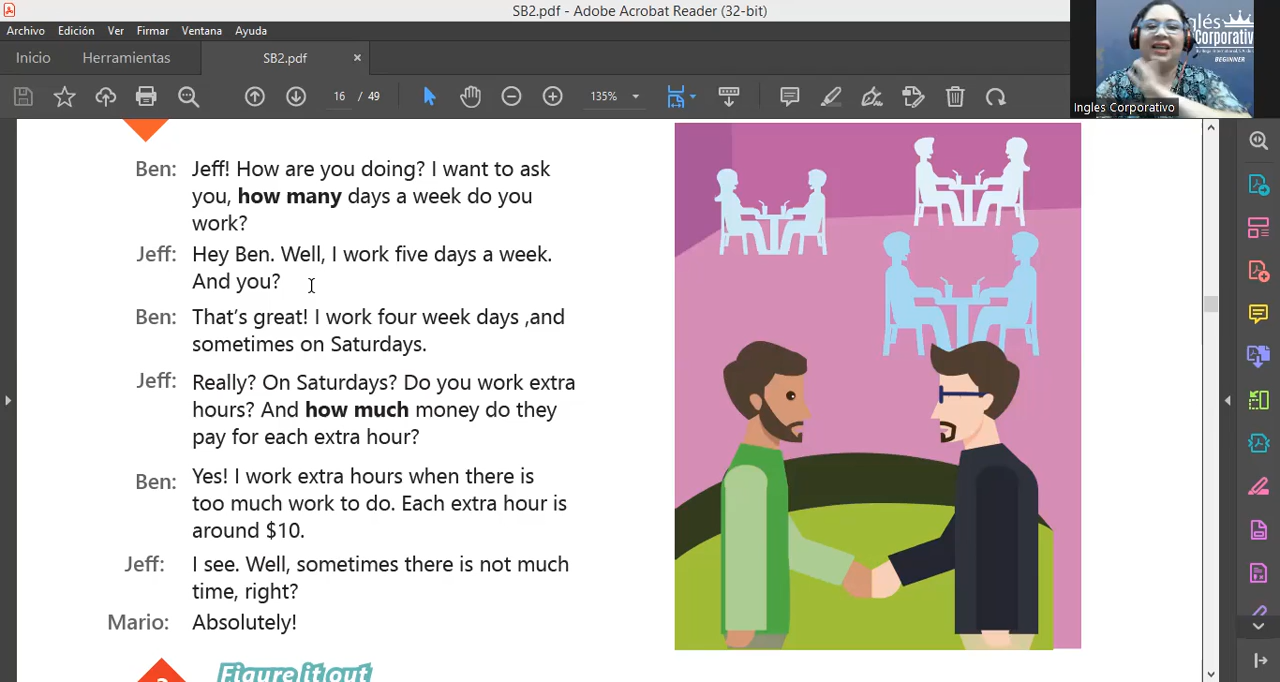 SB2.pdf - Adobe Acrobat Reader (32-bit)
Archivo Edición Ver Firmar Ventana Ayuda
Inicio Herramientas SB2.pdf ×
16 / 49 135%
Corporativ
BEGINNER
Ingles Corporativo
Ben: Jeff! How are you doing? I want to ask
you, how many days a week do you
work?
Jeff: Hey Ben. Well, I work five days a week.
And you?
Ben: That's great! I work four week days ,and
sometimes on Saturdays.
Jeff: Really? On Saturdays? Do you work extra
hours? And how much money do they
pay for each extra hour?
Ben: Yes! I work extra hours when there is
too much work to do. Each extra hour is
around $10.
Jeff: I see. Well, sometimes there is not much
time, right?
Mario: Absolutely!
Figure it out